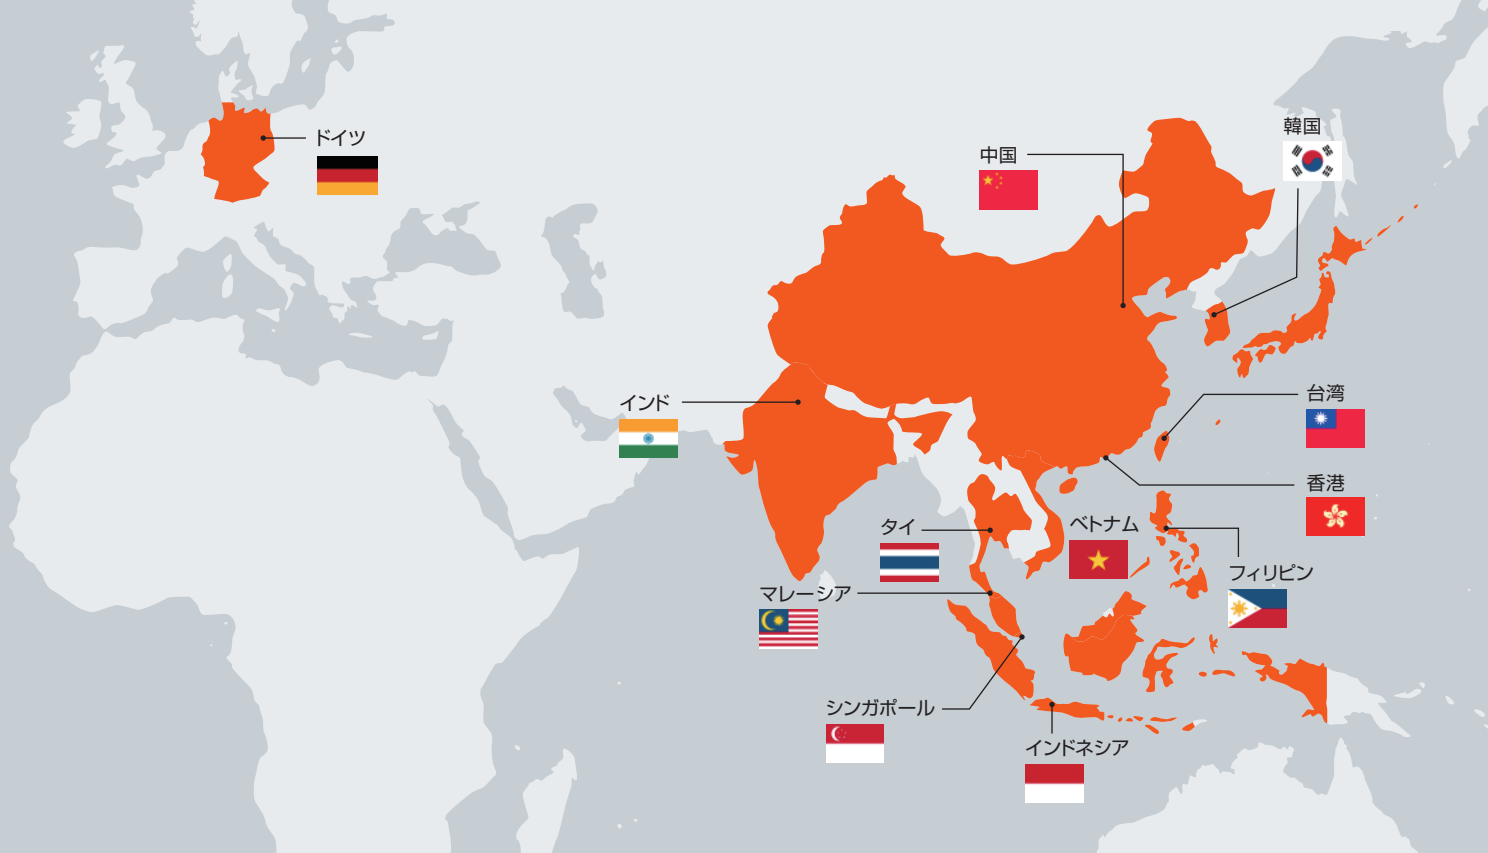 ドイツ
中国
韓国
インド
台湾
香港
タイ
ベトナム
フィリピン
マレーシア
シンガポール
インドネシア